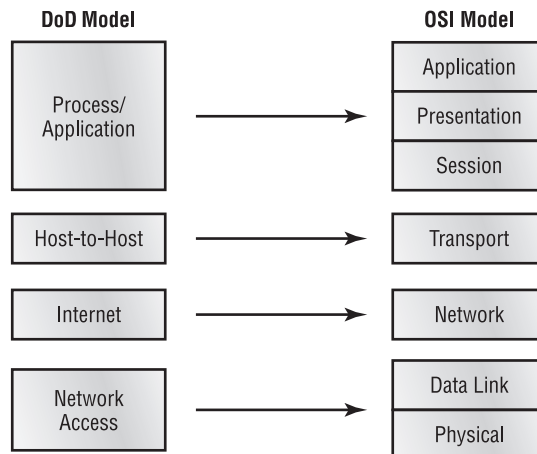 DoD Model
OSI Model
Process/
Application
Application
Presentation
Session
Host-to-Host
Transport
Internet
Network
Network
Access
Data Link
Physical